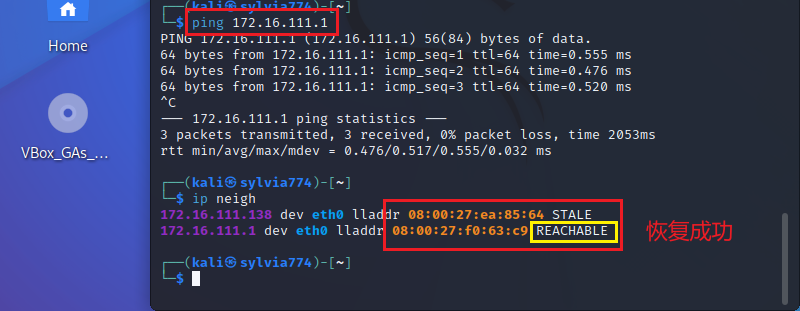 Home
VBox_GAs_...
└─$ ping 172.16.111.1
PING 172.16.111.1 (172.16.111.1) 56(84) bytes of data.
64 bytes from 172.16.111.1: icmp_seq=1 ttl=64 time=0.555 ms
64 bytes from 172.16.111.1: icmp_seq=2 ttl=64 time=0.476 ms
64 bytes from 172.16.111.1: icmp_seq=3 ttl=64 time=0.520 ms
^C
--- 172.16.111.1 ping statistics ---
3 packets transmitted, 3 received, 0% packet loss, time 2053ms
rtt min/avg/max/mdev = 0.476/0.517/0.555/0.032 ms
┌──(kali㉿sylvia774)-[~]
└─$ ip neigh
172.16.111.138 dev eth0 lladdr 08:00:27:ea:85:64 STALE
172.16.111.1 dev eth0 lladdr 08:00:27:f0:63:c9 REACHABLE
恢复成功
┌──(kali㉿sylvia774)-[~]
└─$